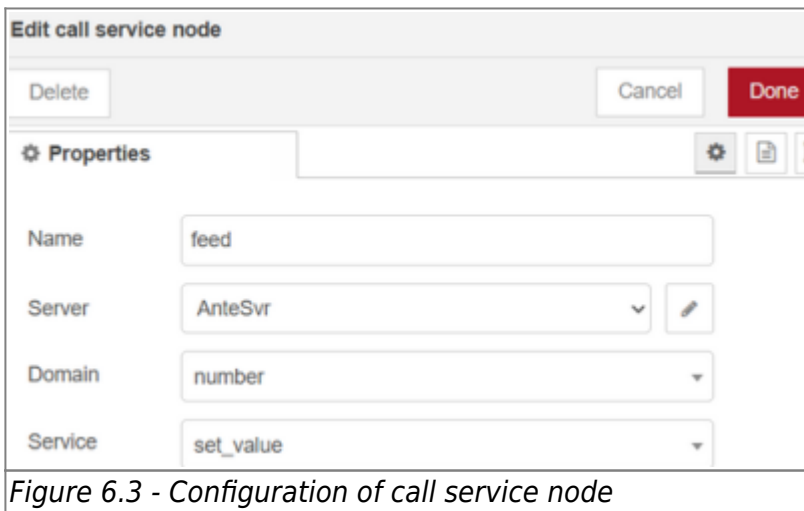 Edit call service node
Delete Cancel Done
Properties
Name feed
Server AnteSvr
Domain number
Service set_value
Figure 6.3 - Configuration of call service node